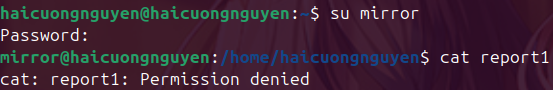 haicuongnguyen@haicuongnguyen:~$ su mirror
Password:
mirror@haicuongnguyen:/home/haicuongnguyen$ cat report1
cat: report1: Permission denied